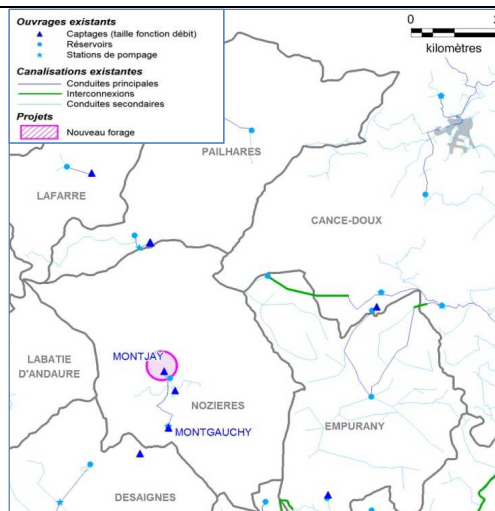 Ouvrages existants
Captages (taille fonction débit)
Réservoirs
Stations de pompage
Canalisations existantes
Conduites principales
Interconnexions
Conduites secondaires
Projets
Nouveau forage
0
kilomètres
PAILHARES
LAFARRE
CANCE-DOUX
LABATIE
D'ANDAURE
MONTJAY
NOZIERES
MONTGAUCHY
EMPURANY
DESAIGNES